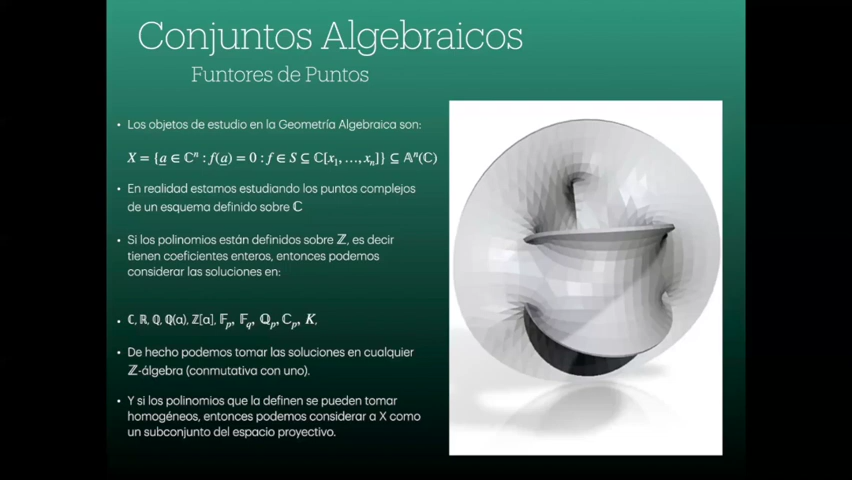 Conjuntos Algebraicos
Funtores de Puntos
• Los objetos de estudio en la Geometría Algebraica son:
X = {a ∈ ℂⁿ : f(a) = 0 : f ∈ S ⊆ ℂ[x₁, …, xₙ]} ⊆ 𝔸ⁿ(ℂ)
• En realidad estamos estudiando los puntos complejos
de un esquema definido sobre ℂ
• Si los polinomios están definidos sobre ℤ, es decir
tienen coeficientes enteros, entonces podemos
considerar las soluciones en:
• ℂ, ℝ, ℚ, ℚ(α), ℤ[α], 𝔽ₚ, 𝔽_q, ℚₚ, ℂₚ, K,
• De hecho podemos tomar las soluciones en cualquier
ℤ-álgebra (conmutativa con uno).
• Y si los polinomios que la definen se pueden tomar
homogéneos, entonces podemos considerar a X como
un subconjunto del espacio proyectivo.